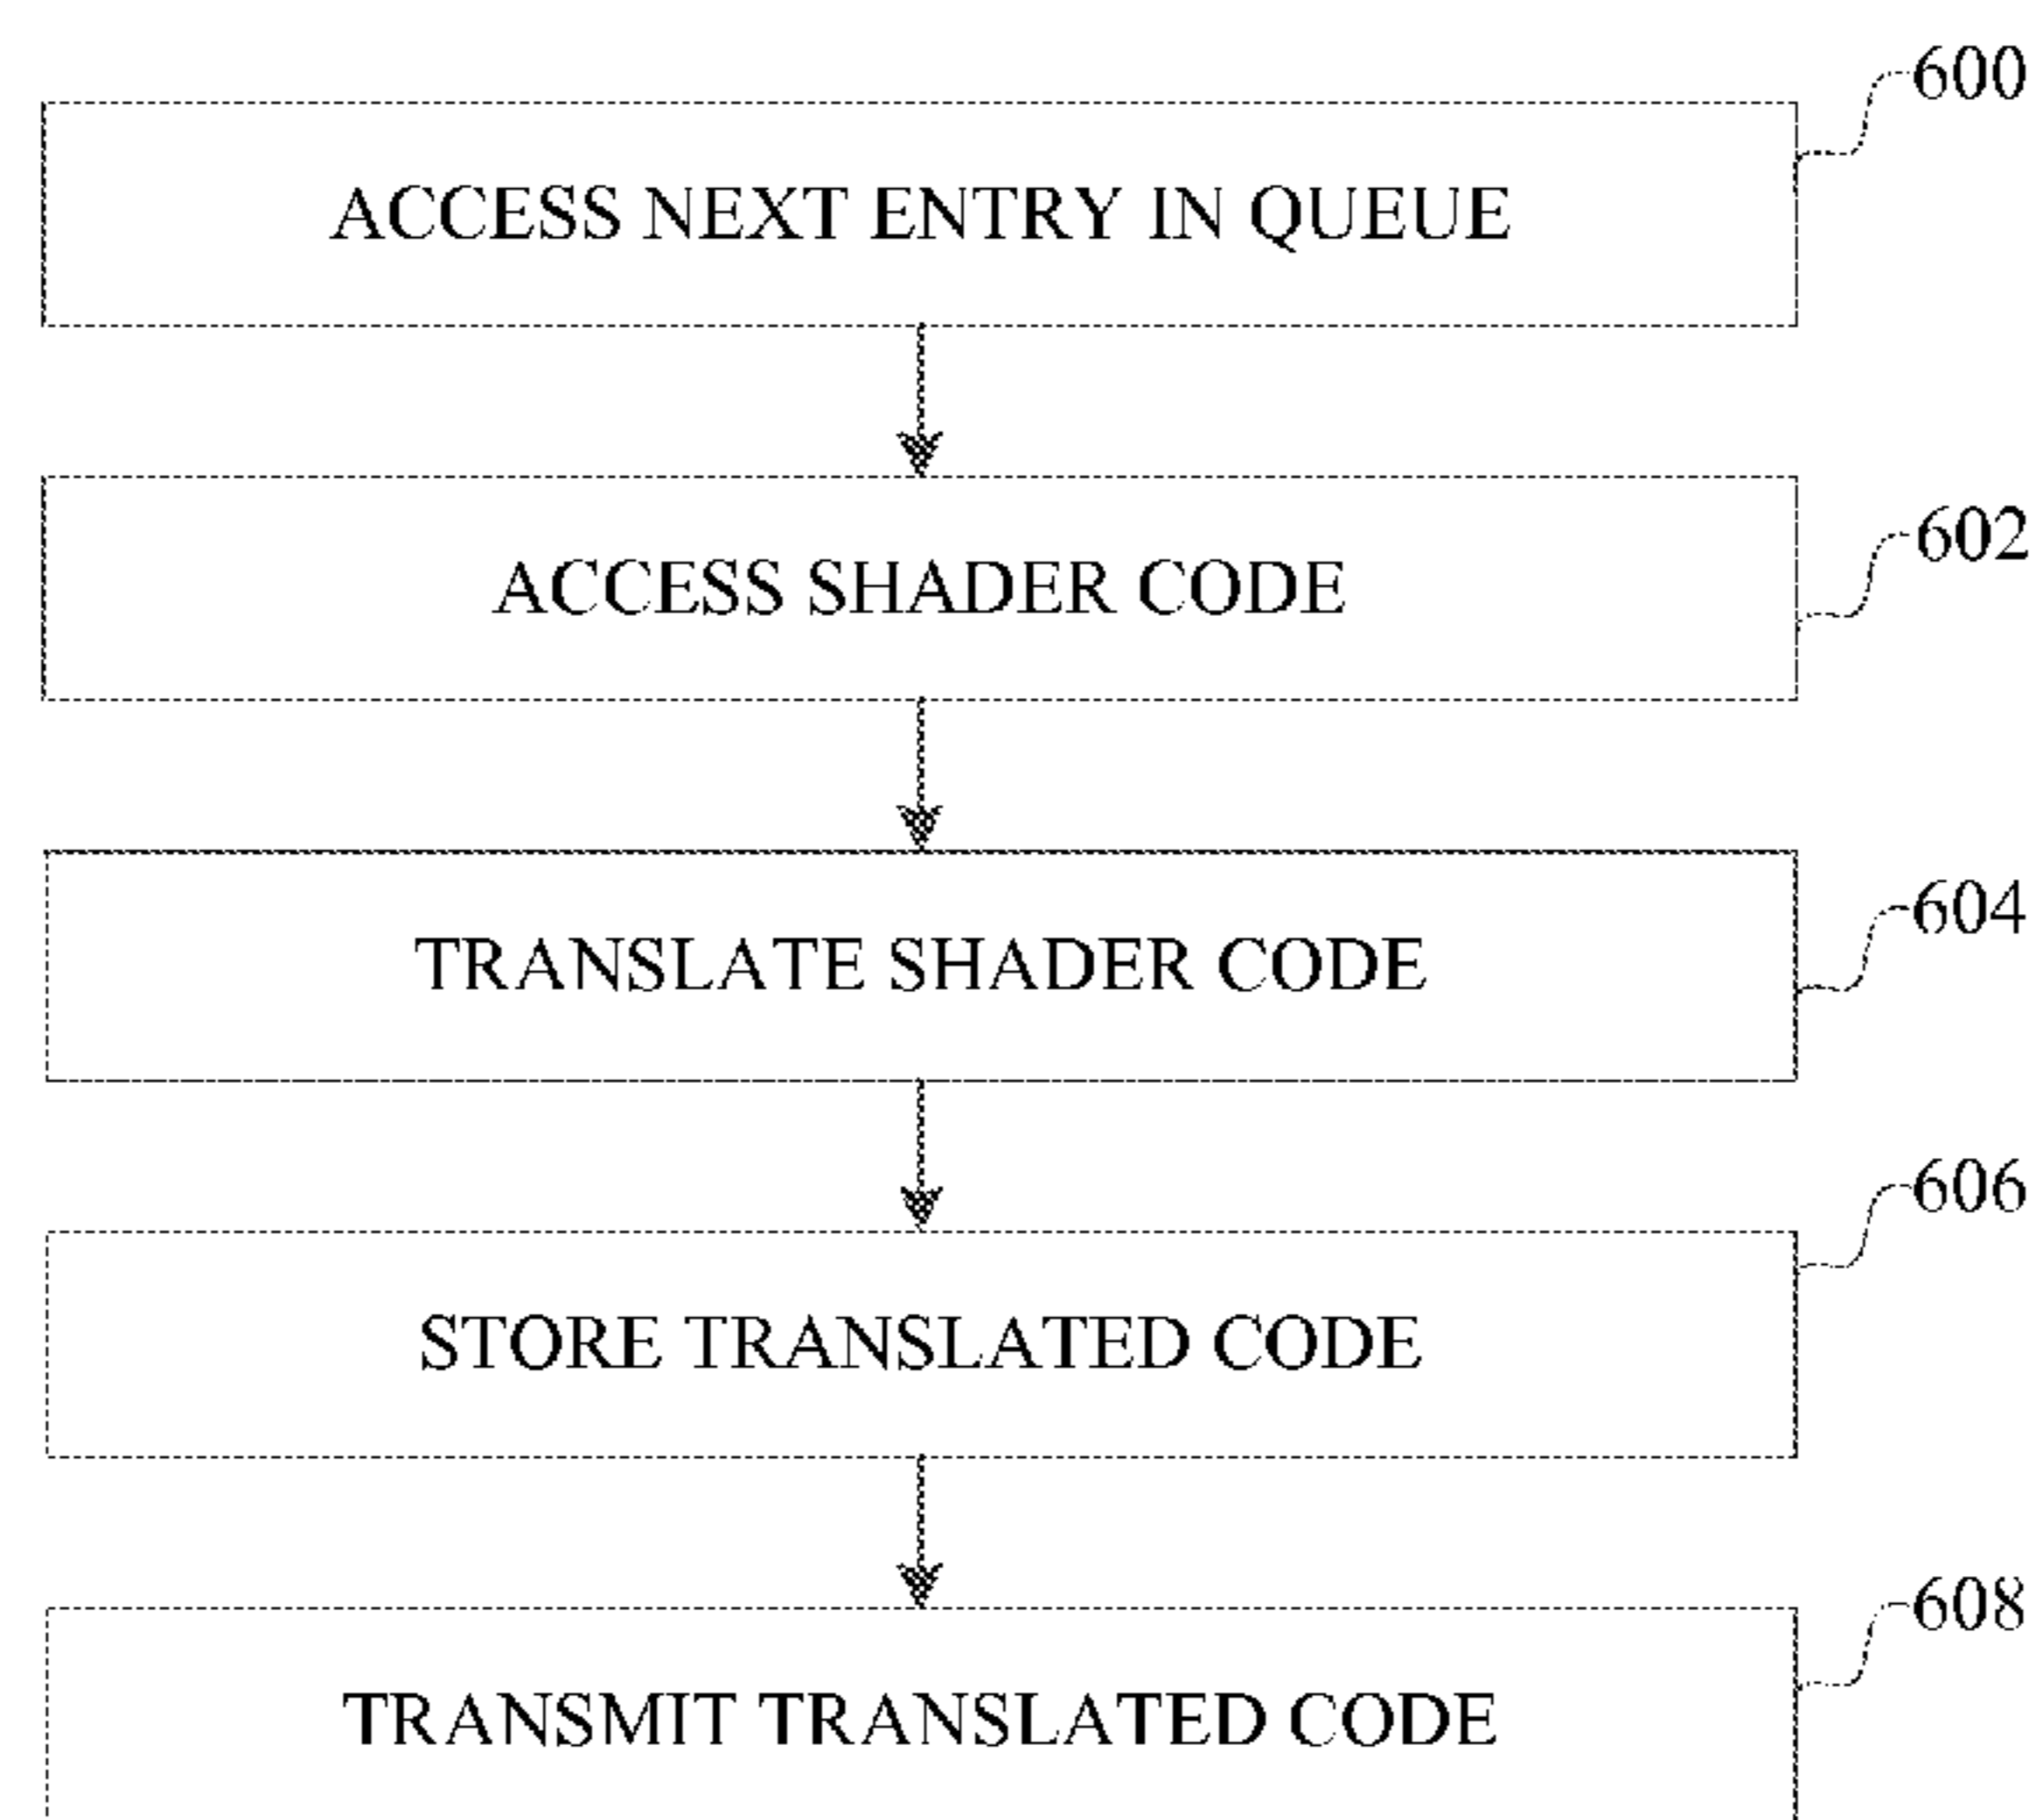 600
ACCESS NEXT ENTRY IN QUEUE
602
ACCESS SHADER CODE
604
TRANSLATE SHADER CODE
606
STORE TRANSLATED CODE
608
TRANSMIT TRANSLATED CODE